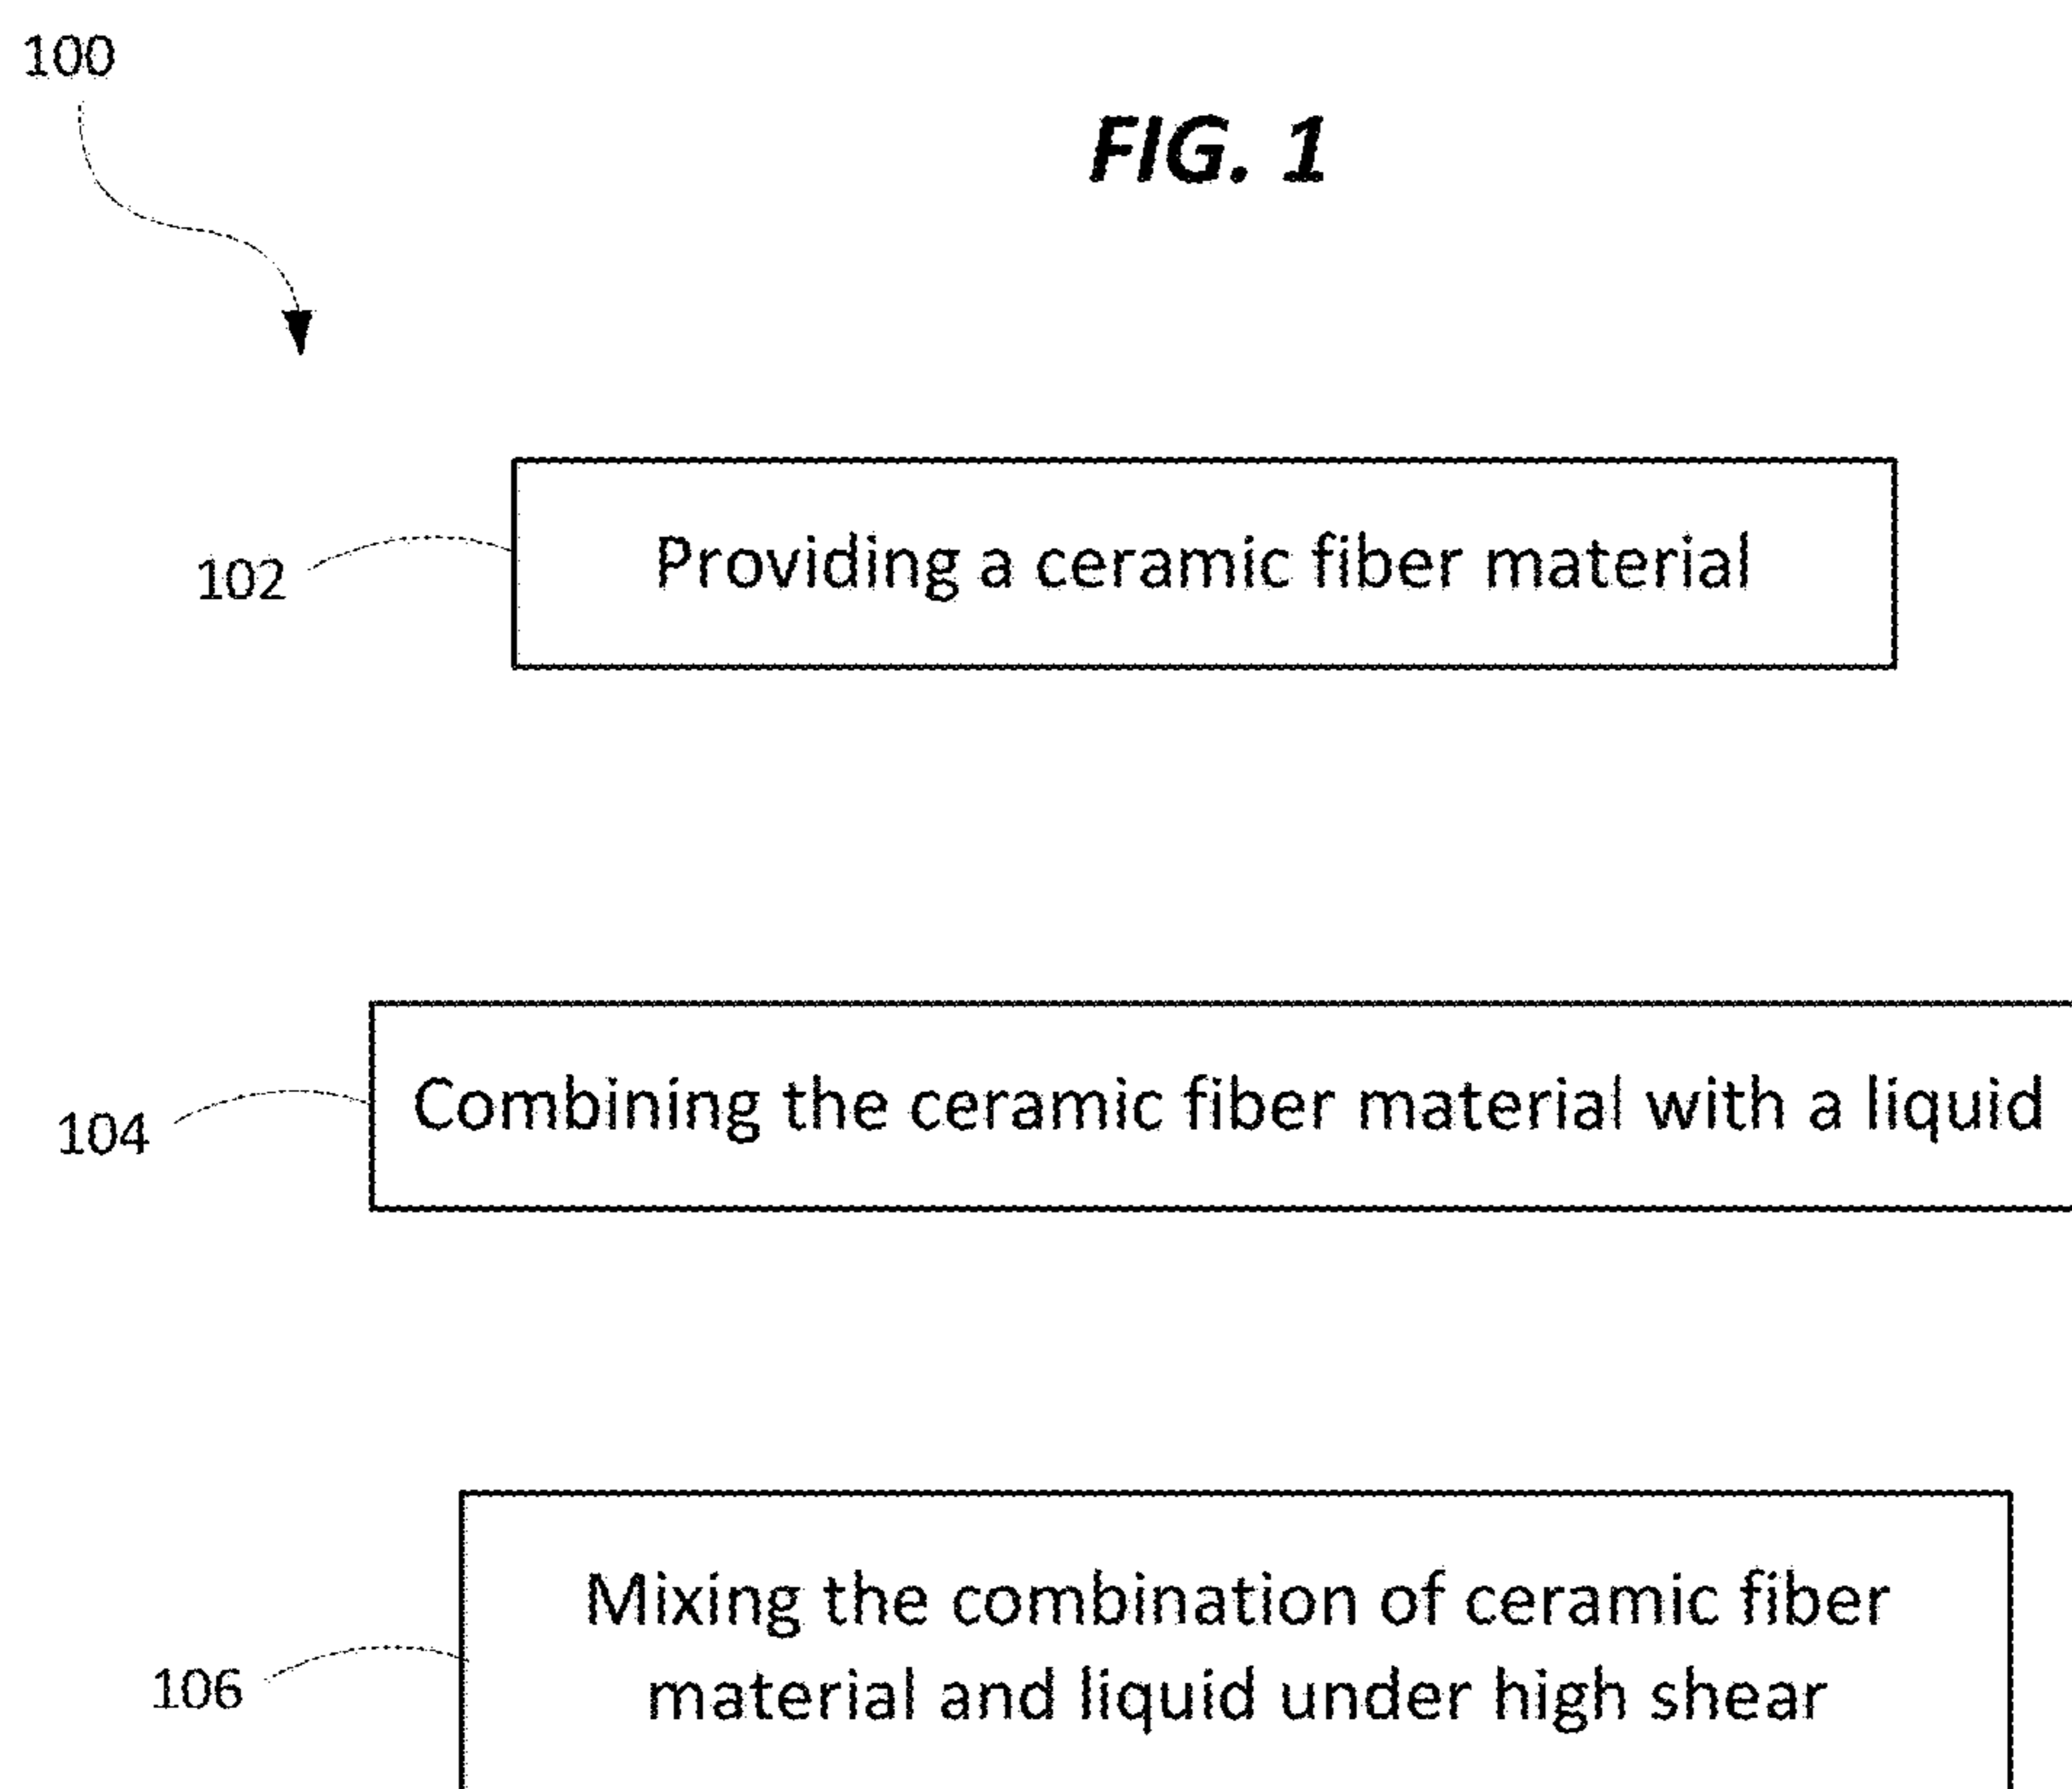 100
FIG. 1
102
Providing a ceramic fiber material
104
Combining the ceramic fiber material with a liquid
106
Mixing the combination of ceramic fiber
material and liquid under high shear